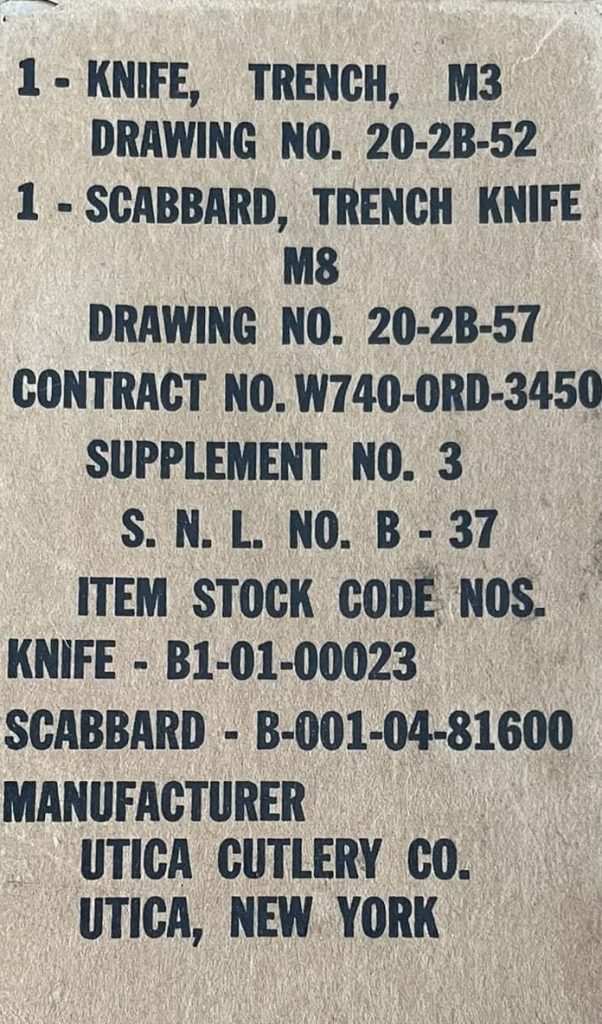 1 - KNIFE, TRENCH, M3
DRAWING NO. 20-2B-52
1 - SCABBARD, TRENCH KNIFE
M8
DRAWING NO. 20-2B-57
CONTRACT NO. W740-ORD-3450
SUPPLEMENT NO. 3
S. N. L. NO. B - 37
ITEM STOCK CODE NOS.
KNIFE - B1-01-00023
SCABBARD - B-001-04-81600
MANUFACTURER
UTICA CUTLERY CO.
UTICA, NEW YORK